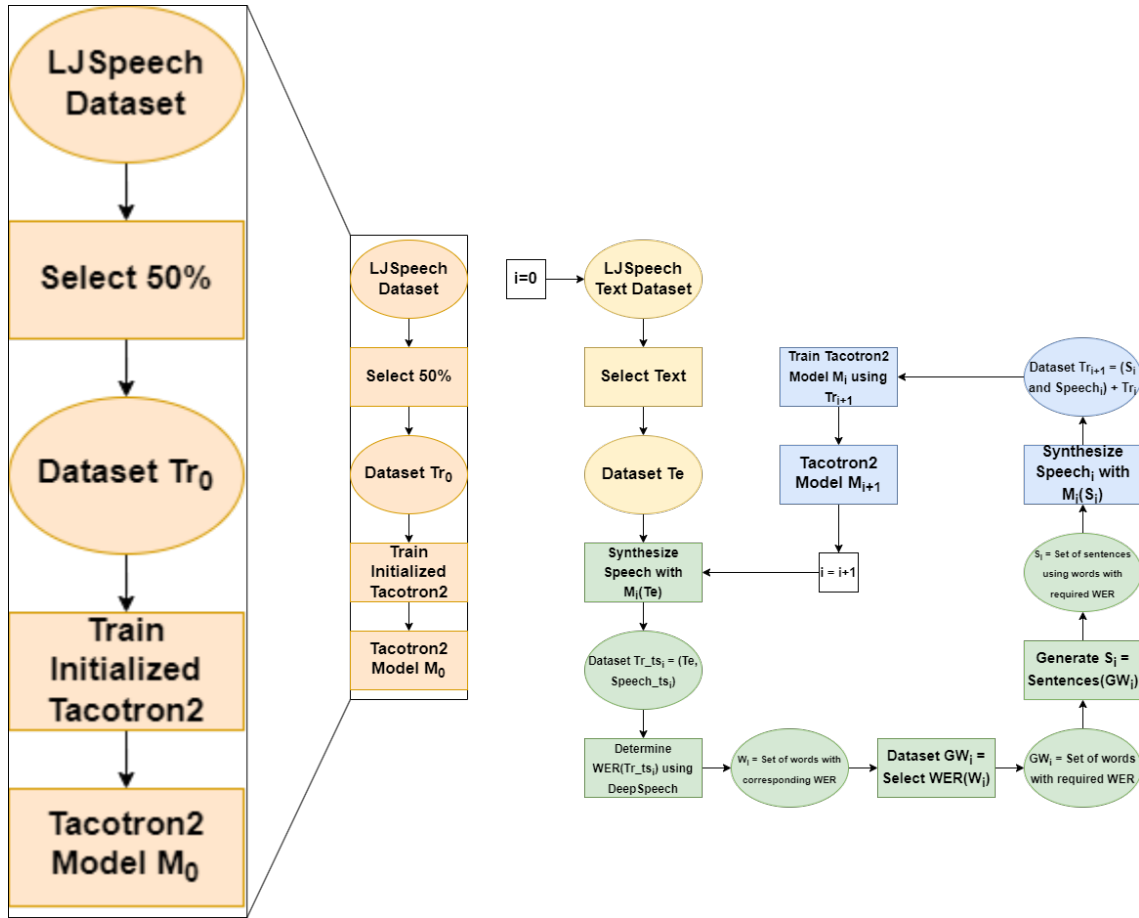 LJSpeech
Dataset
Select 50%
Dataset Tr₀
Train
Initialized
Tacotron2
Tacotron2
Model M₀
LJSpeech
Dataset
Select 50%
Dataset Tr₀
Train
Initialized
Tacotron2
Tacotron2
Model M₀
i=0
LJSpeech
Text Dataset
Select Text
Dataset Te
Synthesize
Speech with
Mᵢ(Te)
Dataset Tr_tsᵢ = (Te,
Speech_tsᵢ)
Determine
WER(Tr_tsᵢ) using
DeepSpeech
Wᵢ = Set of words with
corresponding WER
Dataset GWᵢ =
Select WER(Wᵢ)
GWᵢ = Set of words
with required WER
Generate Sᵢ =
Sentences(GWᵢ)
Sᵢ = Set of sentences
using words with
required WER
Synthesize
Speechᵢ with
Mᵢ(Sᵢ)
Dataset Trᵢ₊₁ = (Sᵢ
and Speechᵢ) + Trᵢ
Train Tacotron2
Model Mᵢ using
Trᵢ₊₁
Tacotron2
Model Mᵢ₊₁
i = i+1